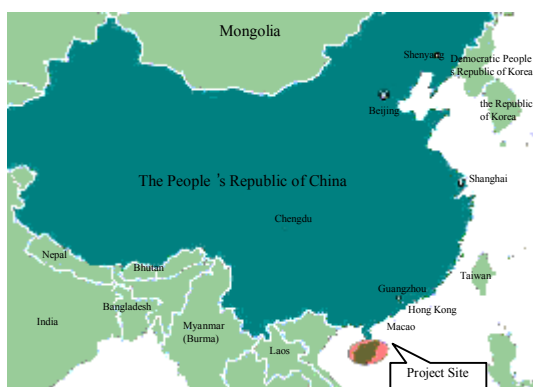 Mongolia
Shenyang
Democratic People
's Republic of Korea
Beijing
the Republic
of Korea
The People 's Republic of China
Shanghai
Chengdu
Nepal
Bhutan
Taiwan
Guangzhou
Bangladesh
Hong Kong
India
Myanmar
(Burma)
Macao
Laos
Project Site